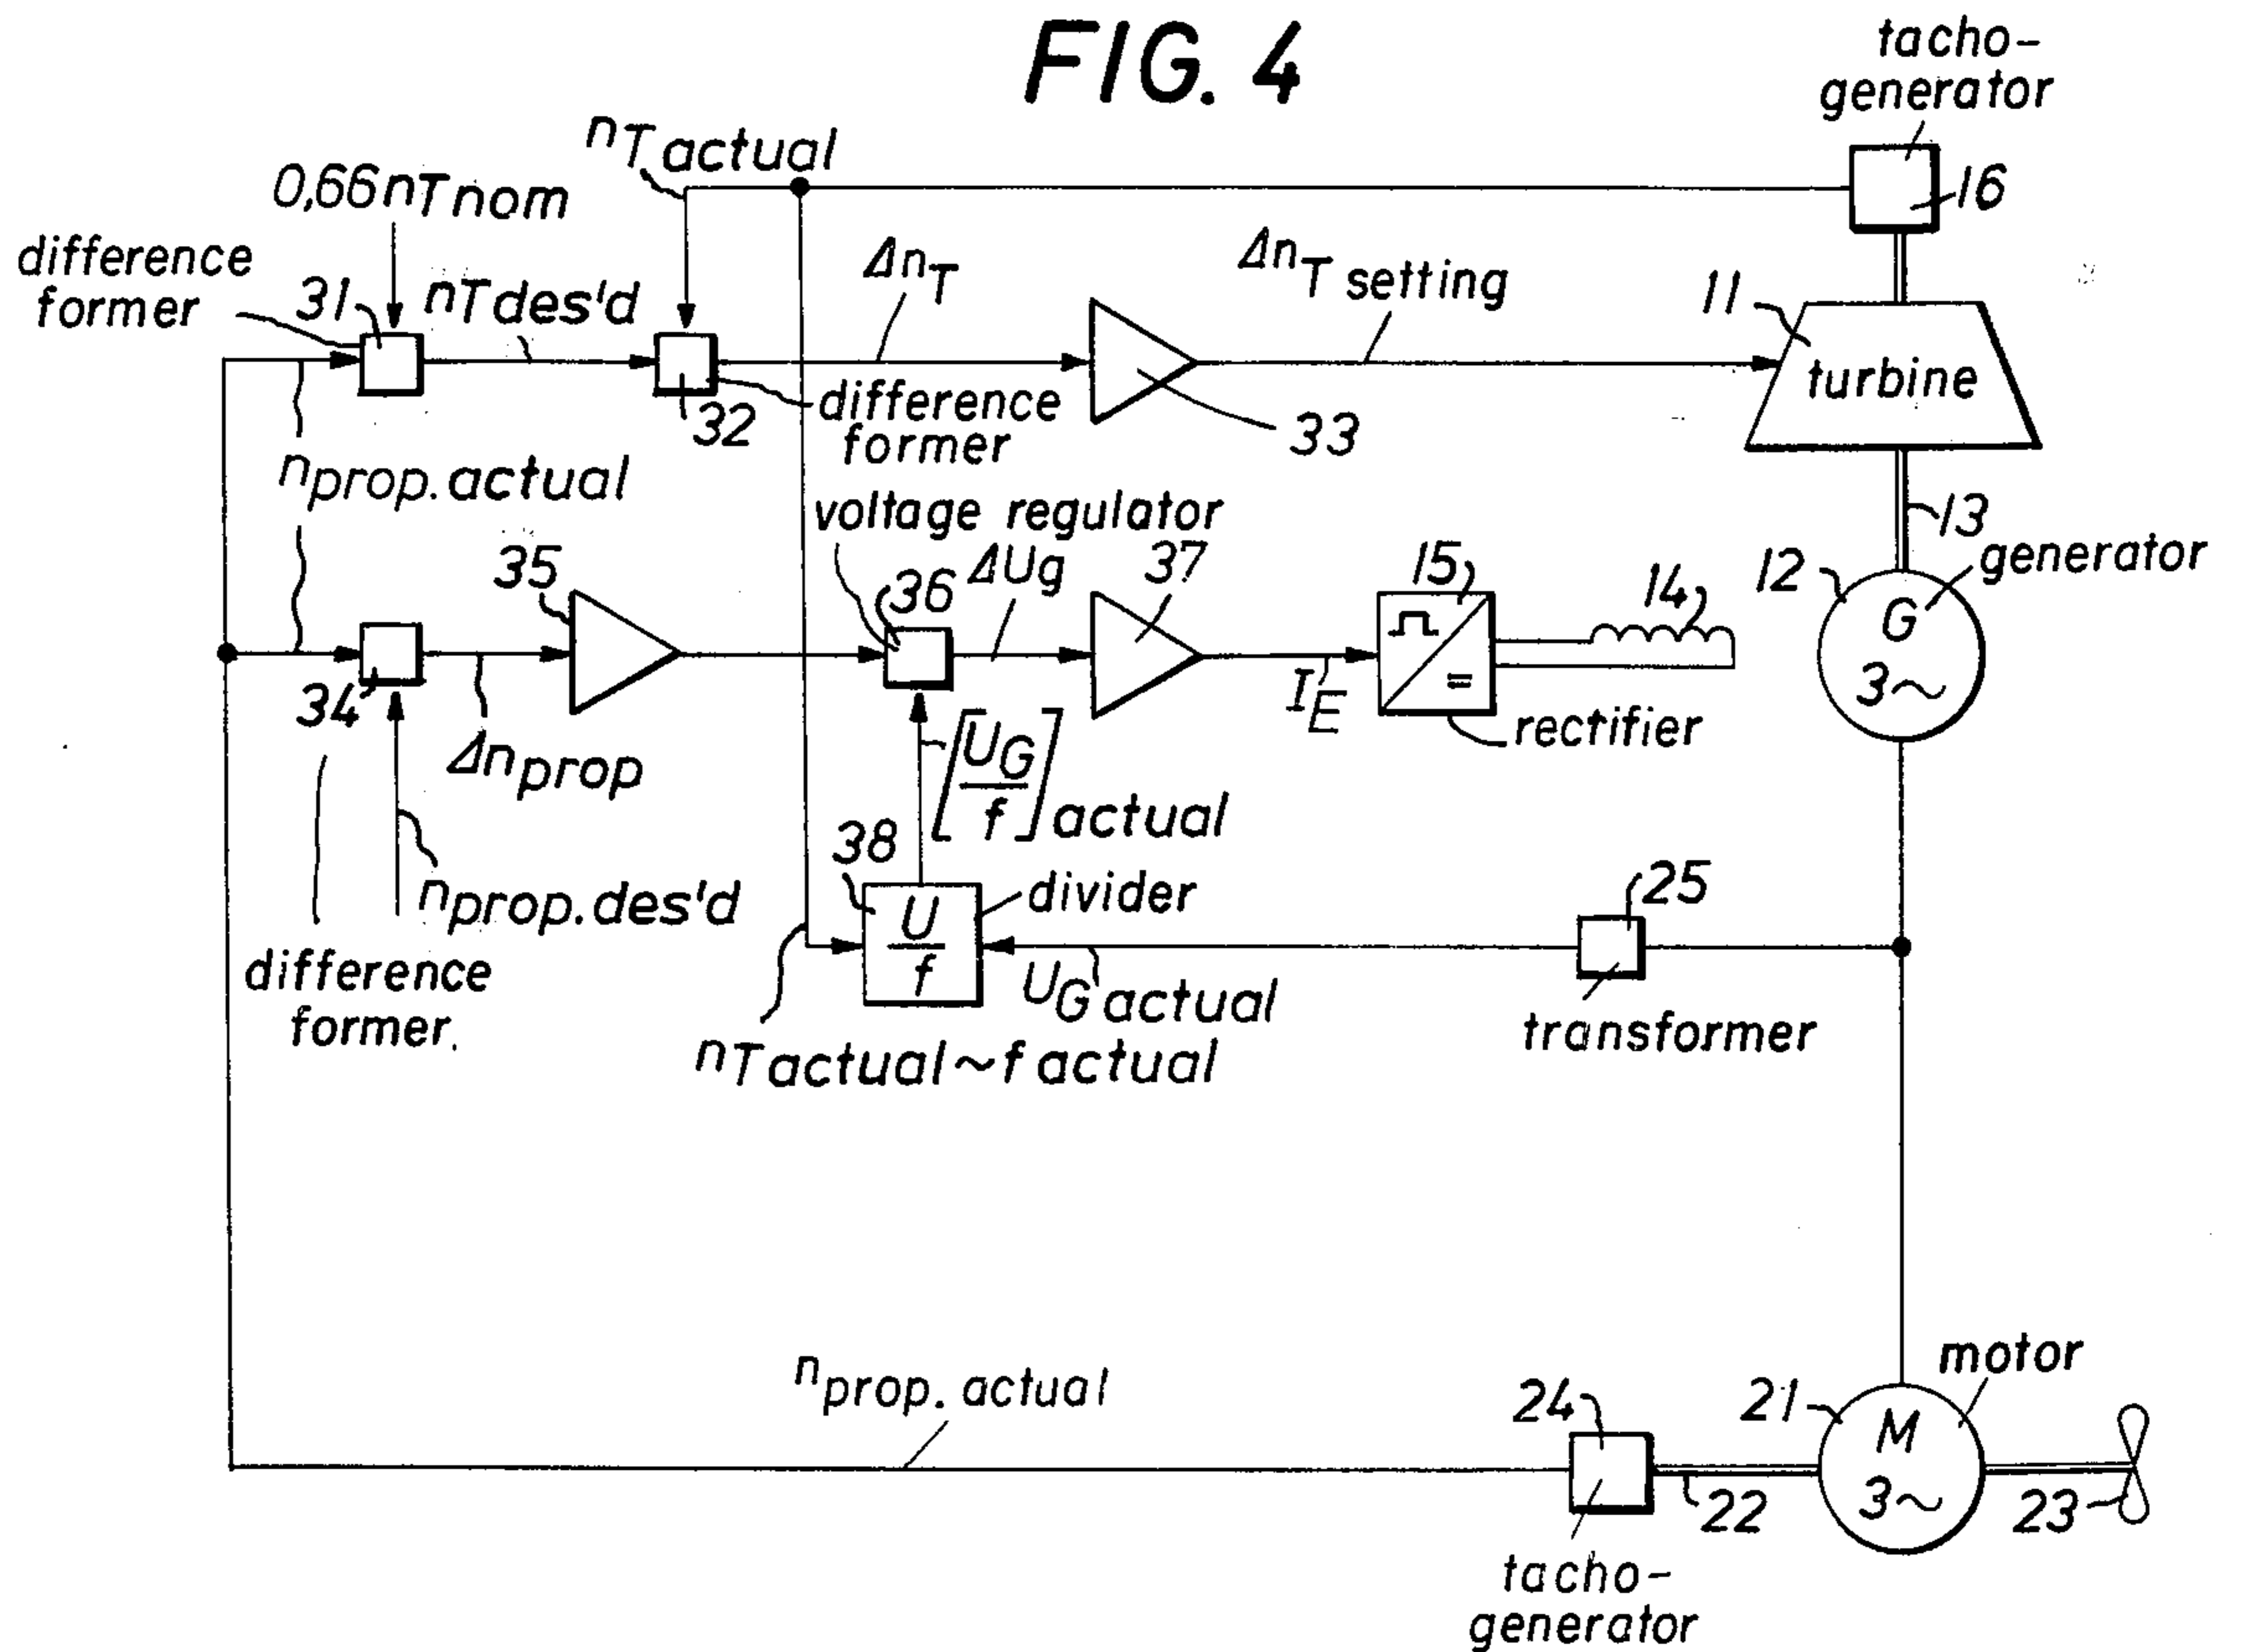 FIG. 4
tacho-
generator
16
nT actual
0,66nT nom
difference
former
31
nT des'd
32
difference
former
ΔnT
33
ΔnT setting
11
turbine
13
12
generator
G
3~
nprop. actual
34
difference
former.
Δnprop
nprop. des'd
35
voltage regulator
36
ΔUg
37
IE
15
=
rectifier
14
[UG/f] actual
38
U
f
divider
nT actual ~ f actual
UG actual
25
transformer
nprop. actual
24
tacho-
generator
22
21
motor
M
3~
23